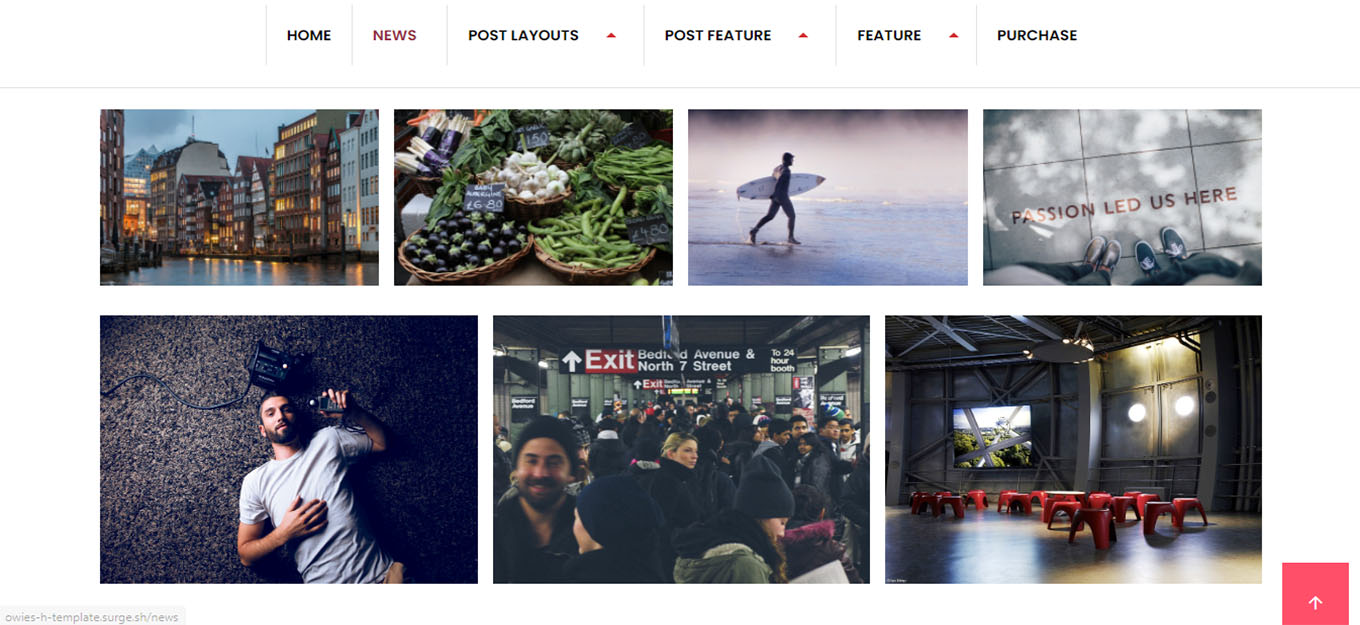 HOME NEWS POST LAYOUTS POST FEATURE FEATURE PURCHASE
£1.50
BABY
AUBERGINE
£6.80
£4.80
PASSION LED US HERE
Exit Bedford Avenue &
North 7 Street
To 24
hour
booth
Exit
Bedford
Avenue
owies-h-template.surge.sh/news